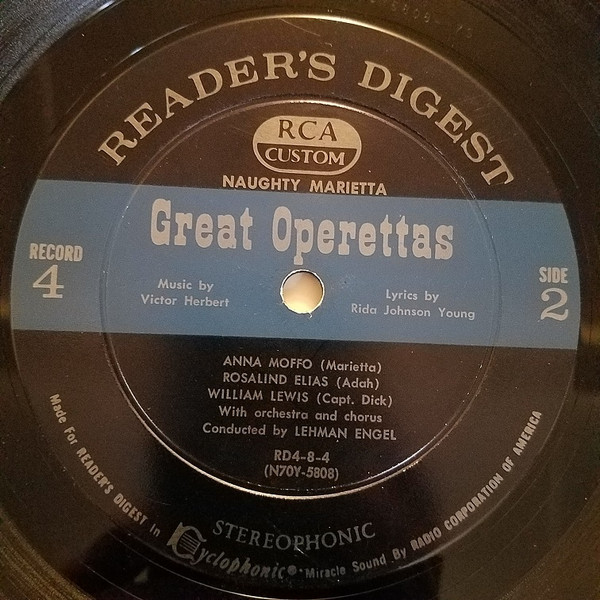 READER'S DIGEST
RCA
CUSTOM
NAUGHTY MARIETTA
Great Operettas
RECORD
4
SIDE
2
Music by
Victor Herbert
Lyrics by
Rida Johnson Young
ANNA MOFFO (Marietta)
ROSALIND ELIAS (Adah)
WILLIAM LEWIS (Capt. Dick)
With orchestra and chorus
Conducted by LEHMAN ENGEL
RD4-8-4
(N70Y-5808)
STEREOPHONIC
Made For READER'S DIGEST in Cyclophonic® • Miracle Sound By RADIO CORPORATION OF AMERICA